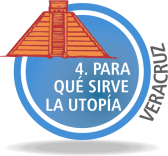 4. PARA
QUÉ SIRVE
LA UTOPÍA
VERACRUZ